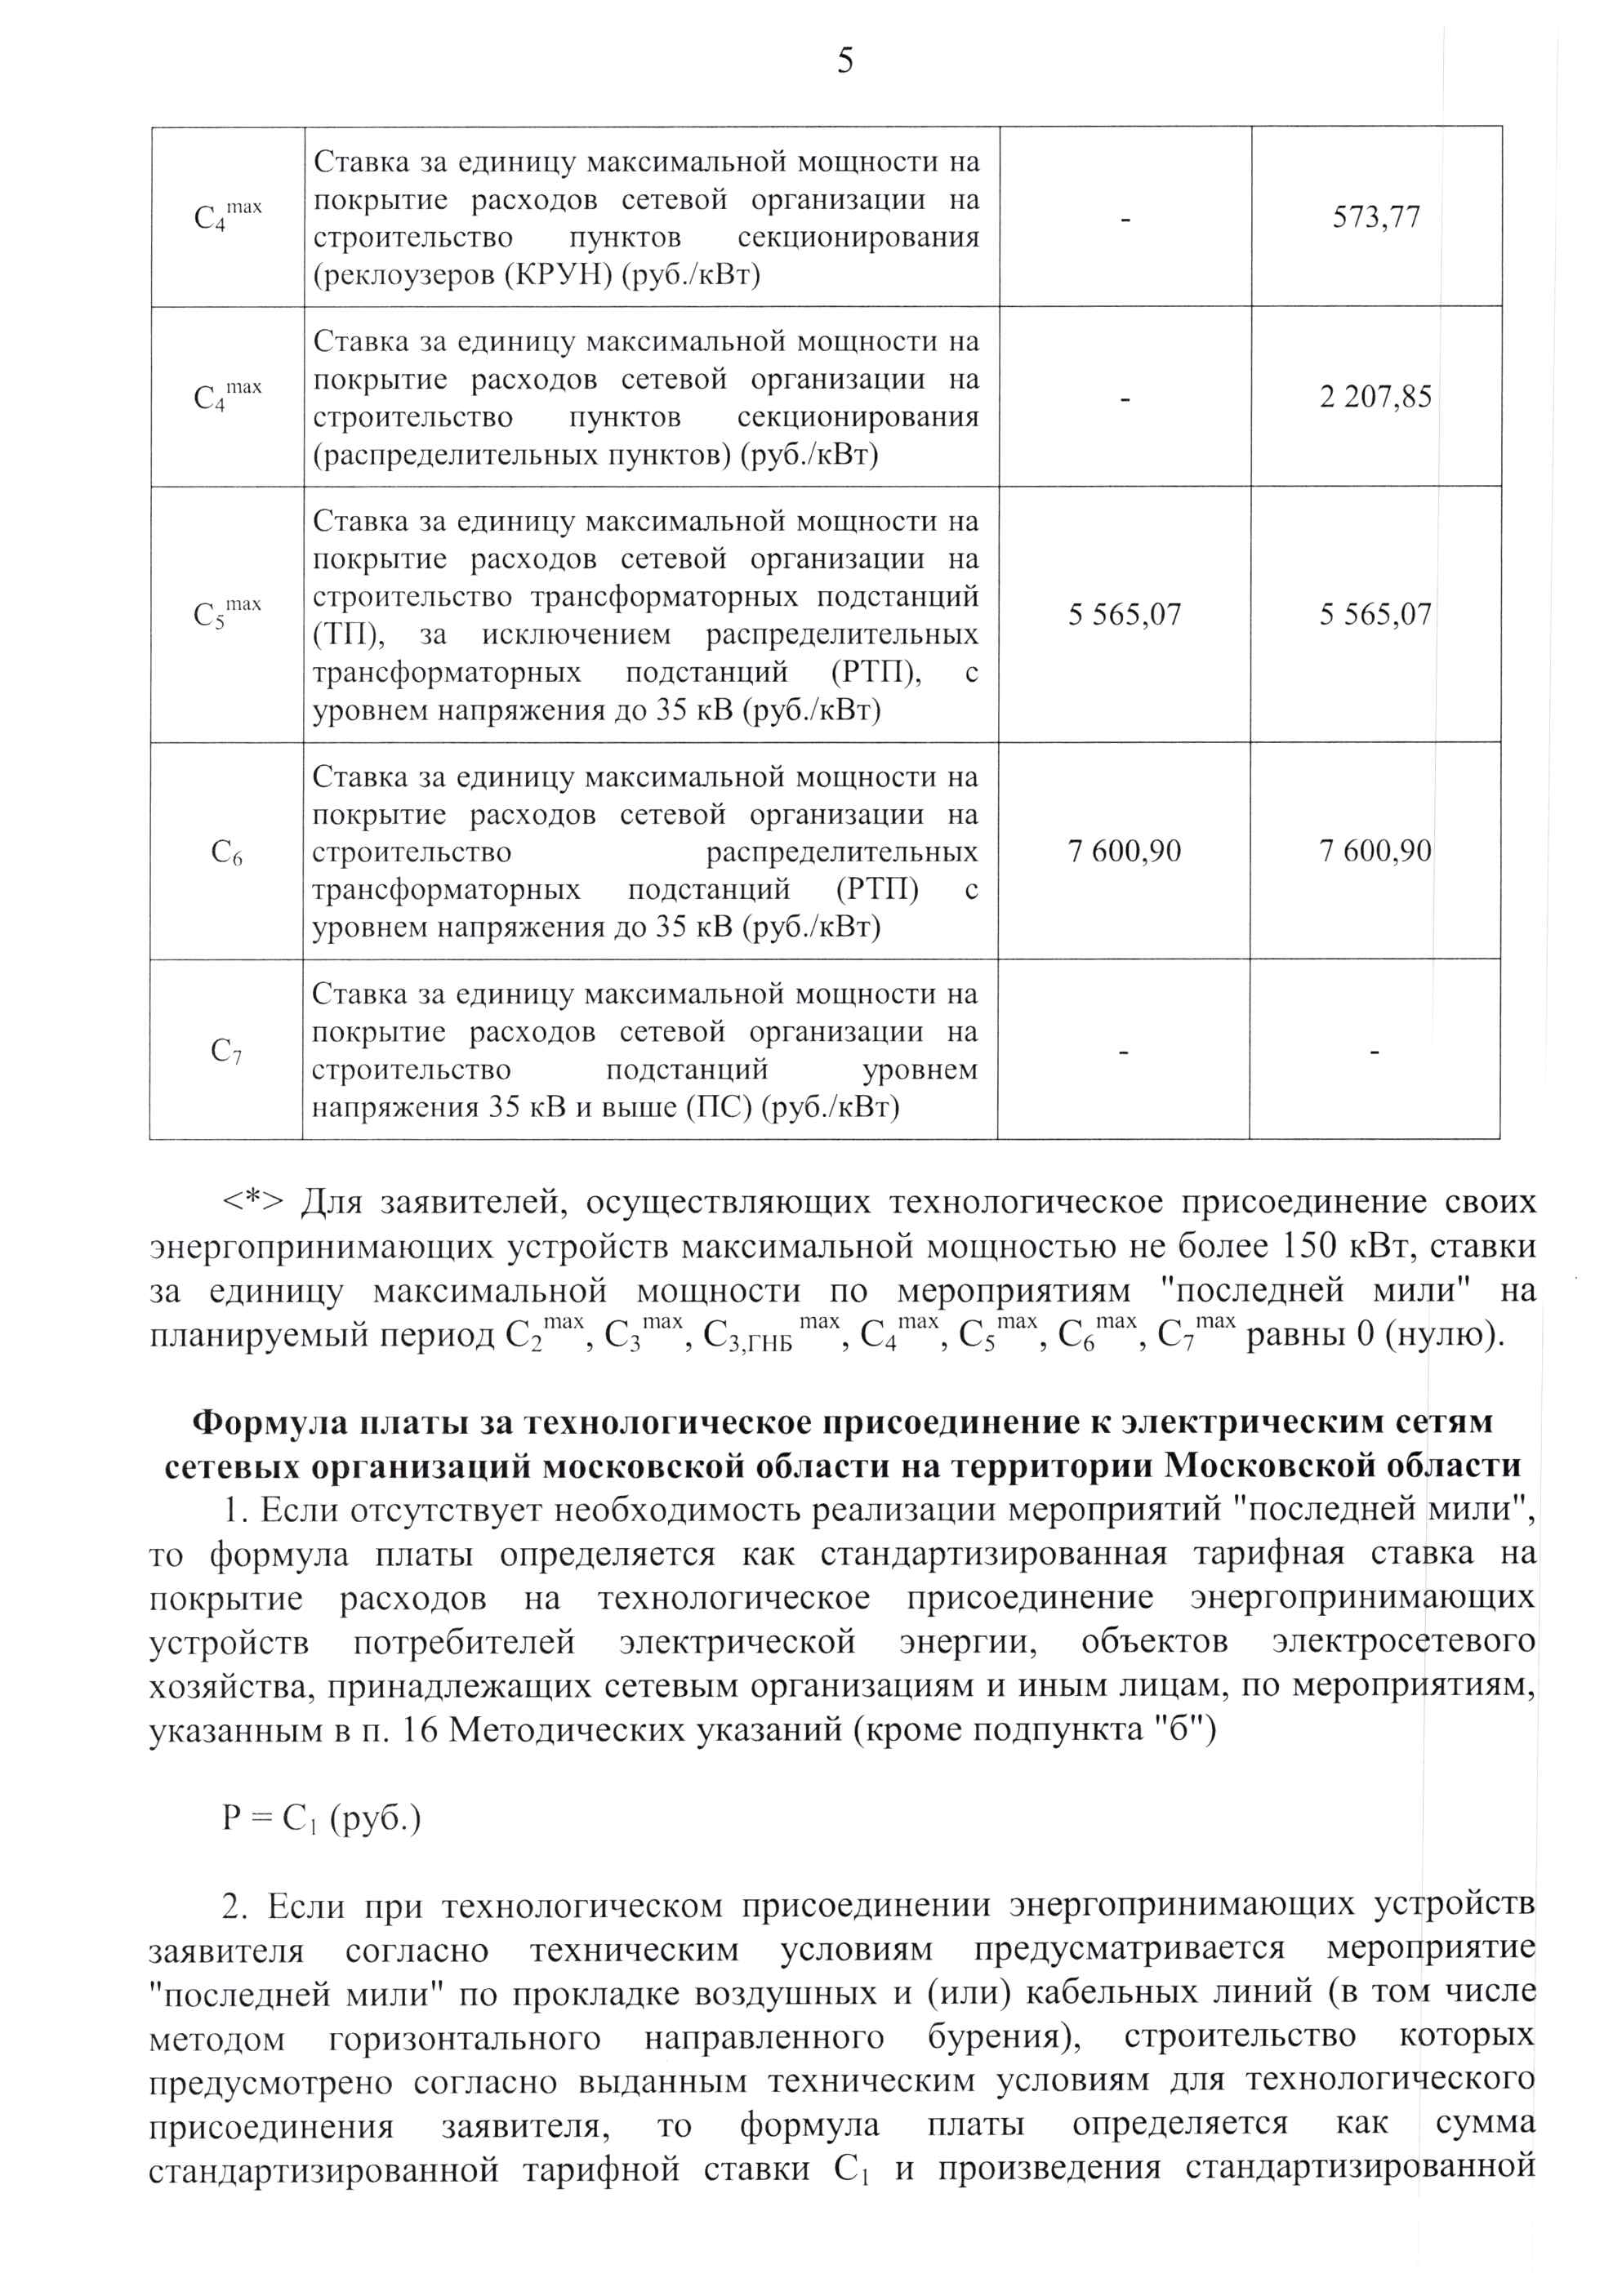 5
C₄ᵐᵃˣ
Ставка за единицу максимальной мощности на
покрытие расходов сетевой организации на
строительство пунктов секционирования
(реклоузеров (КРУН) (руб./кВт)
-
573,77
C₄ᵐᵃˣ
Ставка за единицу максимальной мощности на
покрытие расходов сетевой организации на
строительство пунктов секционирования
(распределительных пунктов) (руб./кВт)
-
2 207,85
C₅ᵐᵃˣ
Ставка за единицу максимальной мощности на
покрытие расходов сетевой организации на
строительство трансформаторных подстанций
(ТП), за исключением распределительных
трансформаторных подстанций (РТП), с
уровнем напряжения до 35 кВ (руб./кВт)
5 565,07
5 565,07
C₆
Ставка за единицу максимальной мощности на
покрытие расходов сетевой организации на
строительство распределительных
трансформаторных подстанций (РТП) с
уровнем напряжения до 35 кВ (руб./кВт)
7 600,90
7 600,90
C₇
Ставка за единицу максимальной мощности на
покрытие расходов сетевой организации на
строительство подстанций уровнем
напряжения 35 кВ и выше (ПС) (руб./кВт)
-
-
<*> Для заявителей, осуществляющих технологическое присоединение своих
энергопринимающих устройств максимальной мощностью не более 150 кВт, ставки
за единицу максимальной мощности по мероприятиям "последней мили" на
планируемый период C₂ᵐᵃˣ, C₃ᵐᵃˣ, C₃,ГНБᵐᵃˣ, C₄ᵐᵃˣ, C₅ᵐᵃˣ, C₆ᵐᵃˣ, C₇ᵐᵃˣ равны 0 (нулю).
Формула платы за технологическое присоединение к электрическим сетям
сетевых организаций московской области на территории Московской области
1. Если отсутствует необходимость реализации мероприятий "последней мили",
то формула платы определяется как стандартизированная тарифная ставка на
покрытие расходов на технологическое присоединение энергопринимающих
устройств потребителей электрической энергии, объектов электросетевого
хозяйства, принадлежащих сетевым организациям и иным лицам, по мероприятиям,
указанным в п. 16 Методических указаний (кроме подпункта "б")
P = C₁ (руб.)
2. Если при технологическом присоединении энергопринимающих устройств
заявителя согласно техническим условиям предусматривается мероприятие
"последней мили" по прокладке воздушных и (или) кабельных линий (в том числе
методом горизонтального направленного бурения), строительство которых
предусмотрено согласно выданным техническим условиям для технологического
присоединения заявителя, то формула платы определяется как сумма
стандартизированной тарифной ставки C₁ и произведения стандартизированной